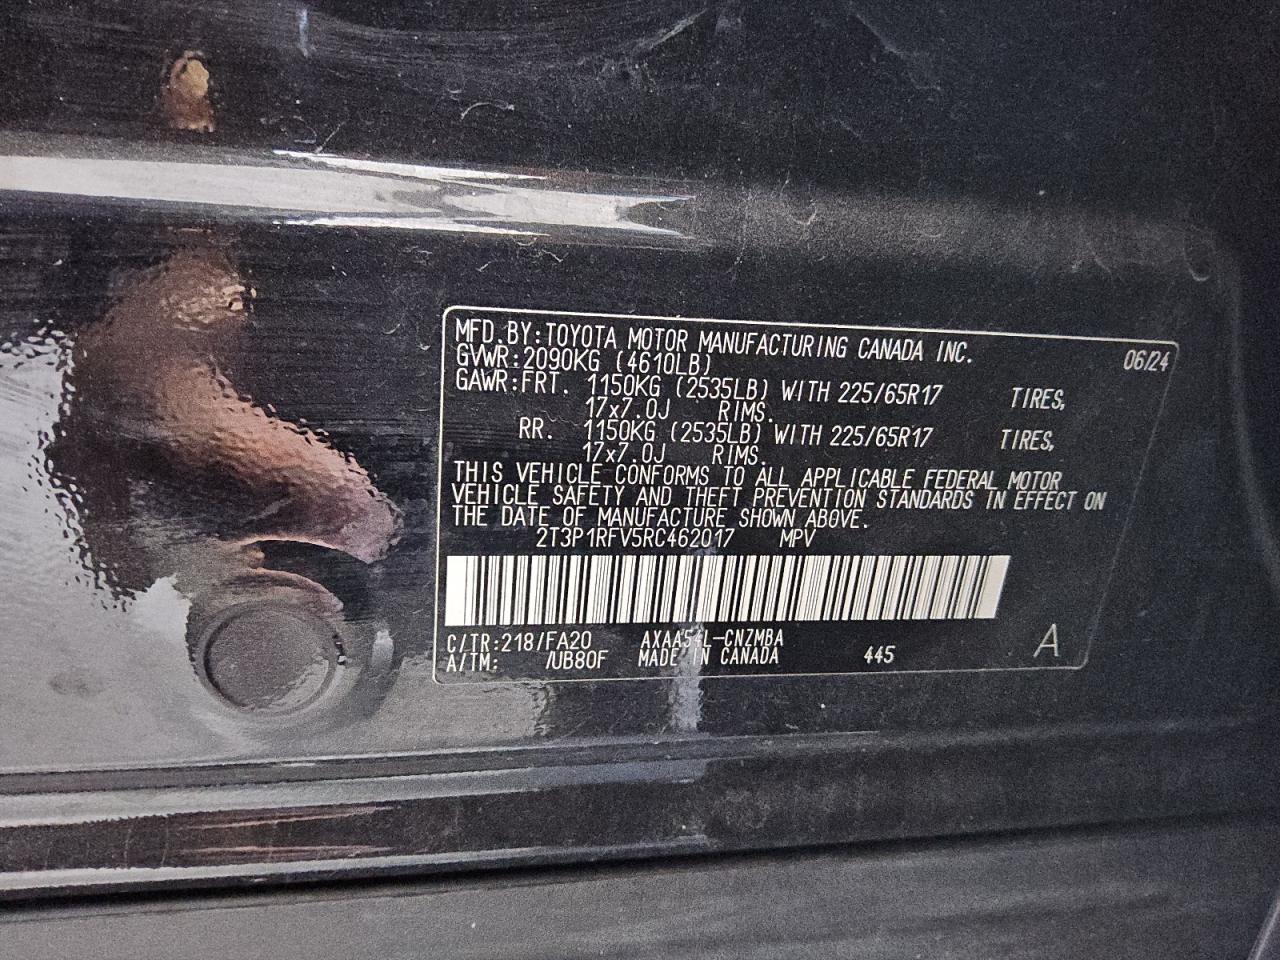 MFD.BY:TOYOTA MOTOR MANUFACTURING CANADA INC. 06/24
GVWR:2090KG (4610LB)
GAWR:FRT. 1150KG (2535LB) WITH 225/65R17 TIRES,
17x7.0J RIMS.
RR. 1150KG (2535LB) WITH 225/65R17 TIRES,
17x7.0J RIMS.
THIS VEHICLE CONFORMS TO ALL APPLICABLE FEDERAL MOTOR
VEHICLE SAFETY AND THEFT PREVENTION STANDARDS IN EFFECT ON
THE DATE OF MANUFACTURE SHOWN ABOVE.
2T3P1RFV5RC462017 MPV
C/TR:218/FA20 AXAA54L-CNZMBA
A/TM: /UB80F MADE IN CANADA 445 A